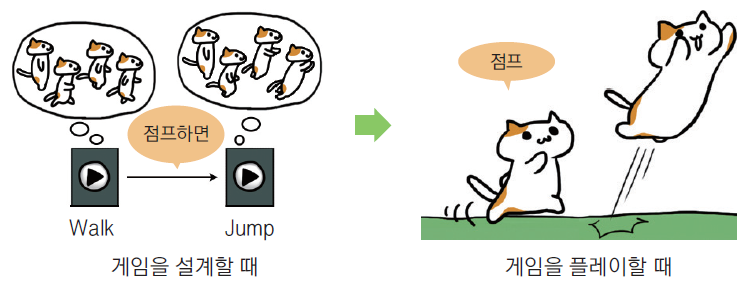 점프하면
Walk
Jump
게임을 설계할 때
점프
게임을 플레이할 때